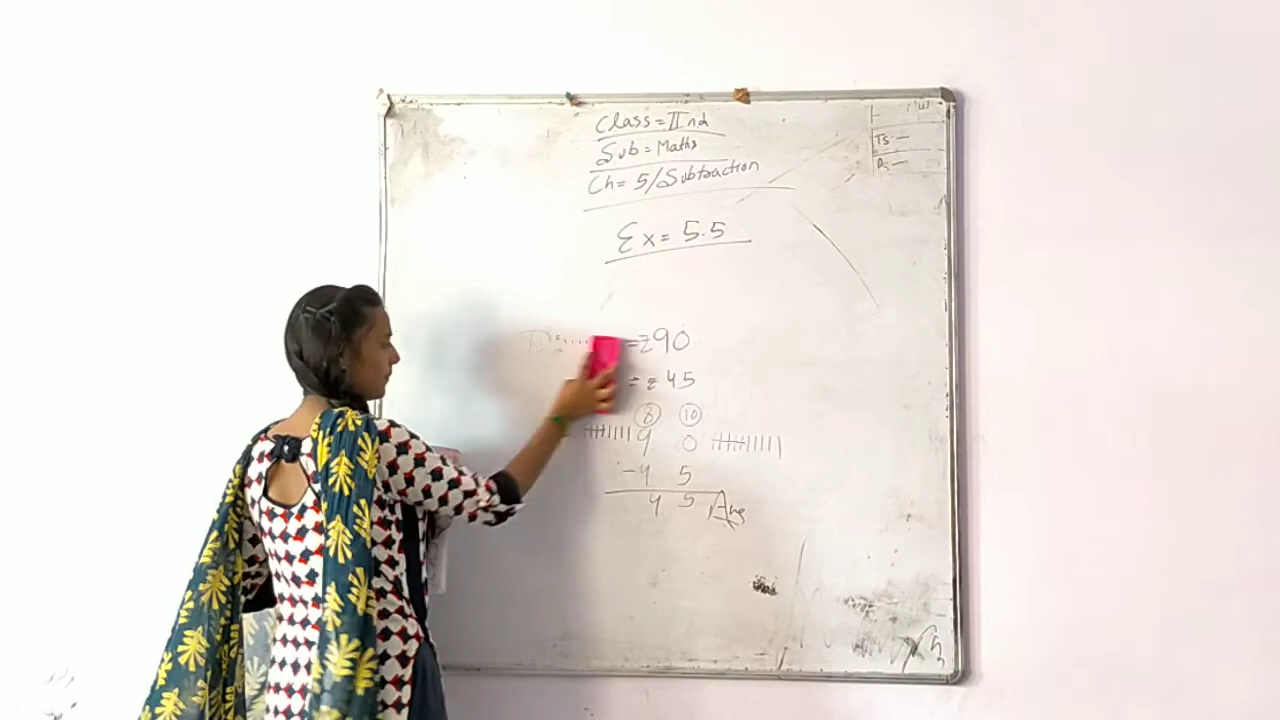 Class = IInd
Sub = Maths
Ch = 5/Subtraction
Ex = 5.5
= ₹90
= ₹45
8 10
9 0
- 4 5
4 5 Ans
TS -